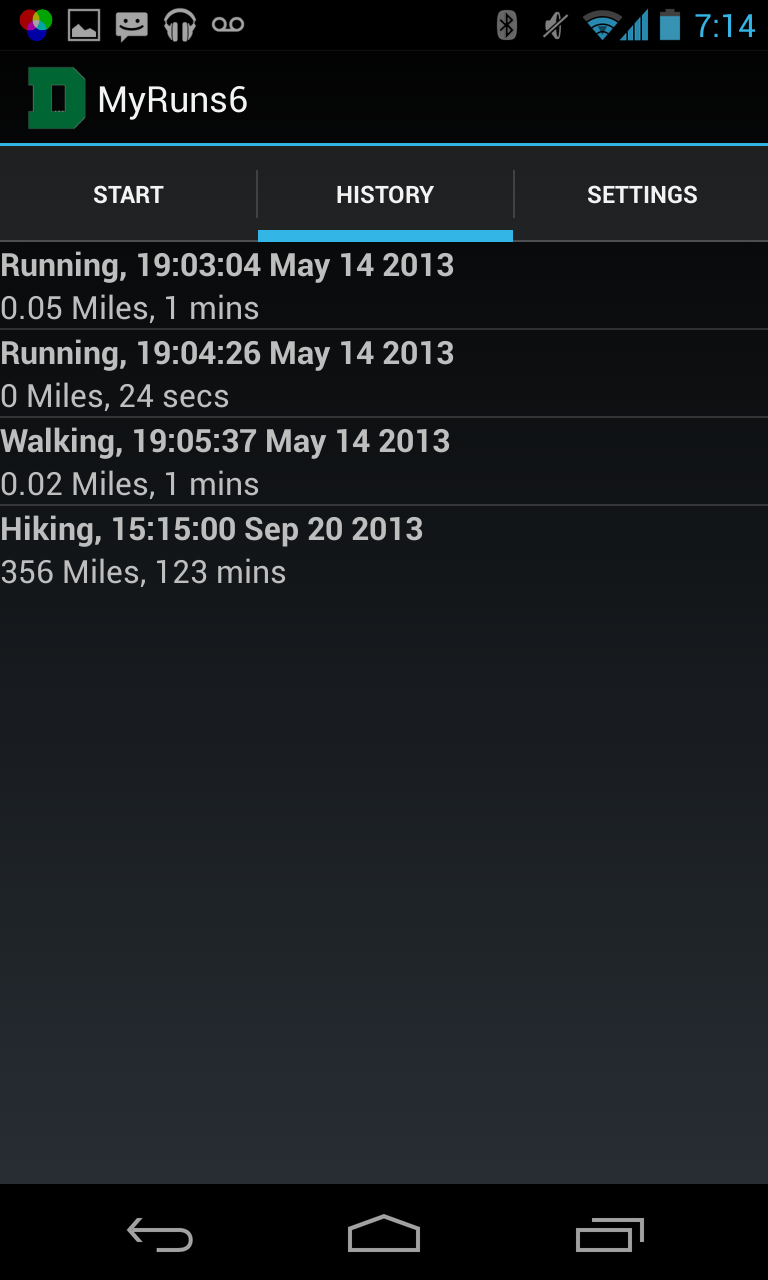 7:14
D MyRuns6
START HISTORY SETTINGS
Running, 19:03:04 May 14 2013
0.05 Miles, 1 mins
Running, 19:04:26 May 14 2013
0 Miles, 24 secs
Walking, 19:05:37 May 14 2013
0.02 Miles, 1 mins
Hiking, 15:15:00 Sep 20 2013
356 Miles, 123 mins